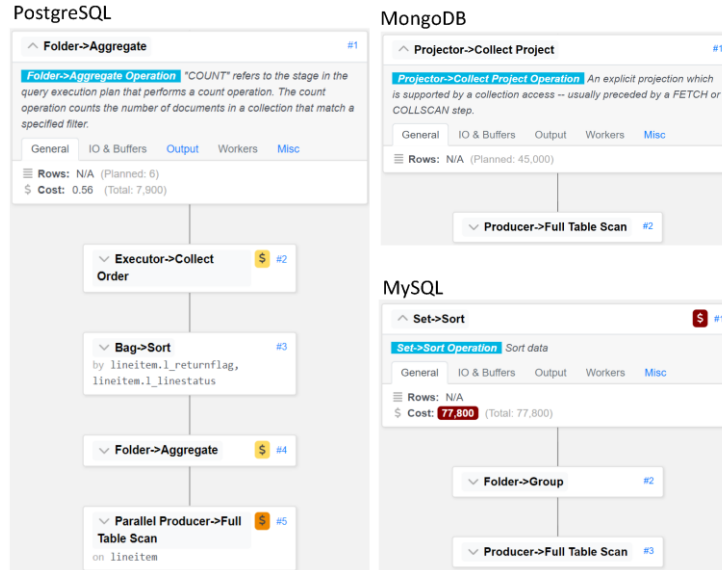 PostgreSQL
Folder->Aggregate #1
Folder->Aggregate Operation "COUNT" refers to the stage in the
query execution plan that performs a count operation. The count
operation counts the number of documents in a collection that match a
specified filter.
General IO & Buffers Output Workers Misc
Rows: N/A (Planned: 6)
$ Cost: 0.56 (Total: 7,900)
Executor->Collect $ #2
Order
Bag->Sort #3
by lineitem.l_returnflag,
lineitem.l_linestatus
Folder->Aggregate $ #4
Parallel Producer->Full $ #5
Table Scan
on lineitem
MongoDB
Projector->Collect Project #1
Projector->Collect Project Operation An explicit projection which
is supported by a collection access -- usually preceded by a FETCH or
COLLSCAN step.
General IO & Buffers Output Workers Misc
Rows: N/A (Planned: 45,000)
Producer->Full Table Scan #2
MySQL
Set->Sort $ #1
Set->Sort Operation Sort data
General IO & Buffers Output Workers Misc
Rows: N/A
$ Cost: 77,800 (Total: 77,800)
Folder->Group #2
Producer->Full Table Scan #3